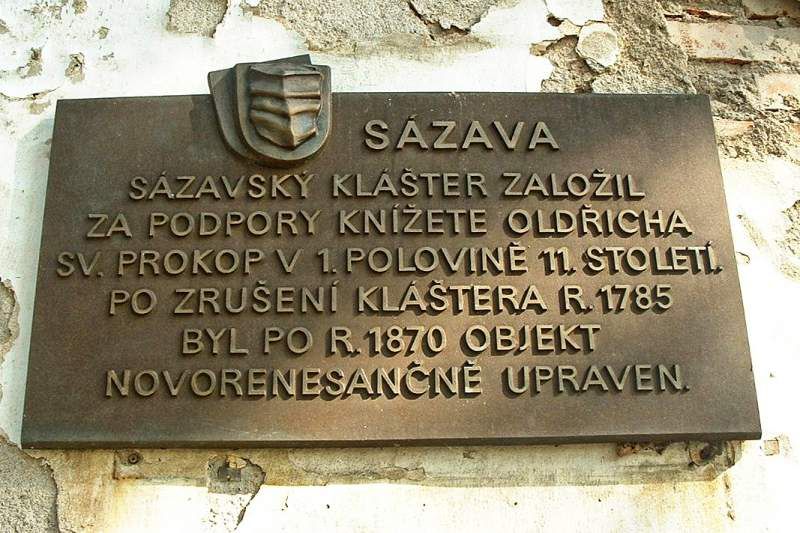 SÁZAVA
SÁZAVSKÝ KLÁŠTER ZALOŽIL
ZA PODPORY KNÍŽETE OLDŘICHA
SV. PROKOP V 1. POLOVINĚ 11. STOLETÍ.
PO ZRUŠENÍ KLÁŠTERA R. 1785
BYL PO R. 1870 OBJEKT
NOVORENESANČNĚ UPRAVEN.